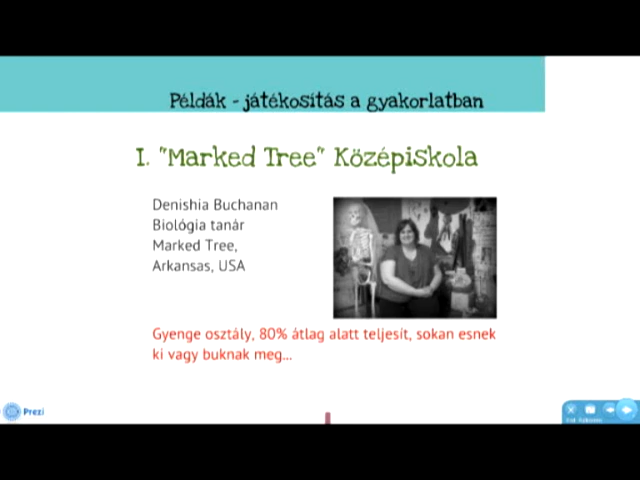 Példák - játékosítás a gyakorlatban
I. "Marked Tree" Középiskola
Denishia Buchanan
Biológia tanár
Marked Tree,
Arkansas, USA
Gyenge osztály, 80% átlag alatt teljesít, sokan esnek
ki vagy buknak meg...
Prezi